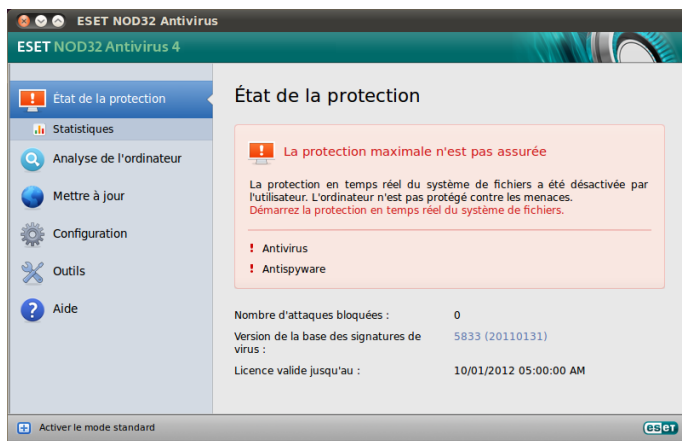 ESET NOD32 Antivirus
ESET NOD32 Antivirus 4
État de la protection
Statistiques
Analyse de l'ordinateur
Mettre à jour
Configuration
Outils
Aide
État de la protection
La protection maximale n'est pas assurée
La protection en temps réel du système de fichiers a été désactivée par
l'utilisateur. L'ordinateur n'est pas protégé contre les menaces.
Démarrez la protection en temps réel du système de fichiers.
! Antivirus
! Antispyware
Nombre d'attaques bloquées : 0
Version de la base des signatures de 5833 (20110131)
virus :
Licence valide jusqu'au : 10/01/2012 05:00:00 AM
Activer le mode standard
eset